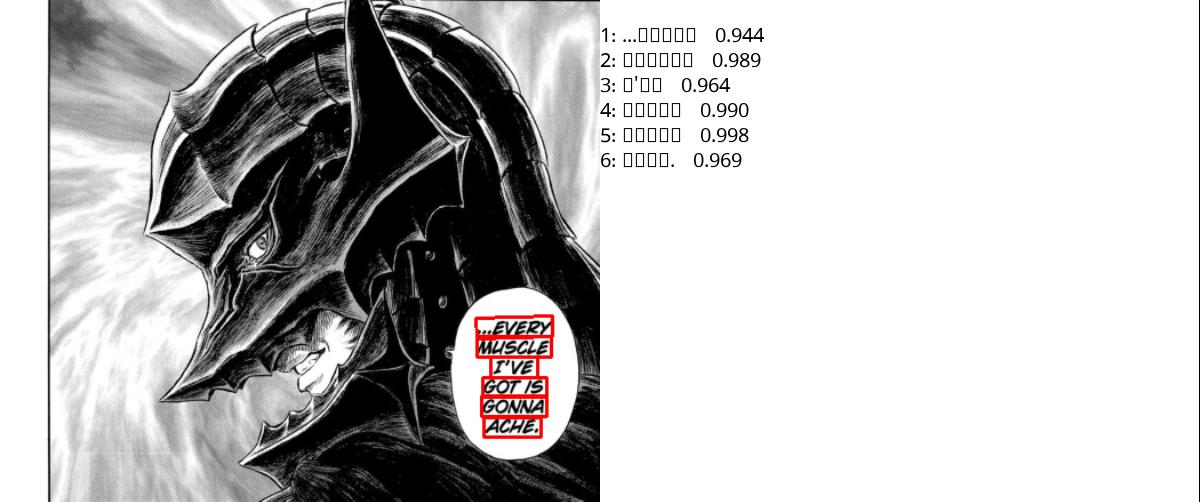 ...EVERY
MUSCLE
I'VE
GOT IS
GONNA
ACHE.
1: ...□□□□□ 0.944
2: □□□□□□ 0.989
3: □'□□ 0.964
4: □□□□□ 0.990
5: □□□□□ 0.998
6: □□□□. 0.969